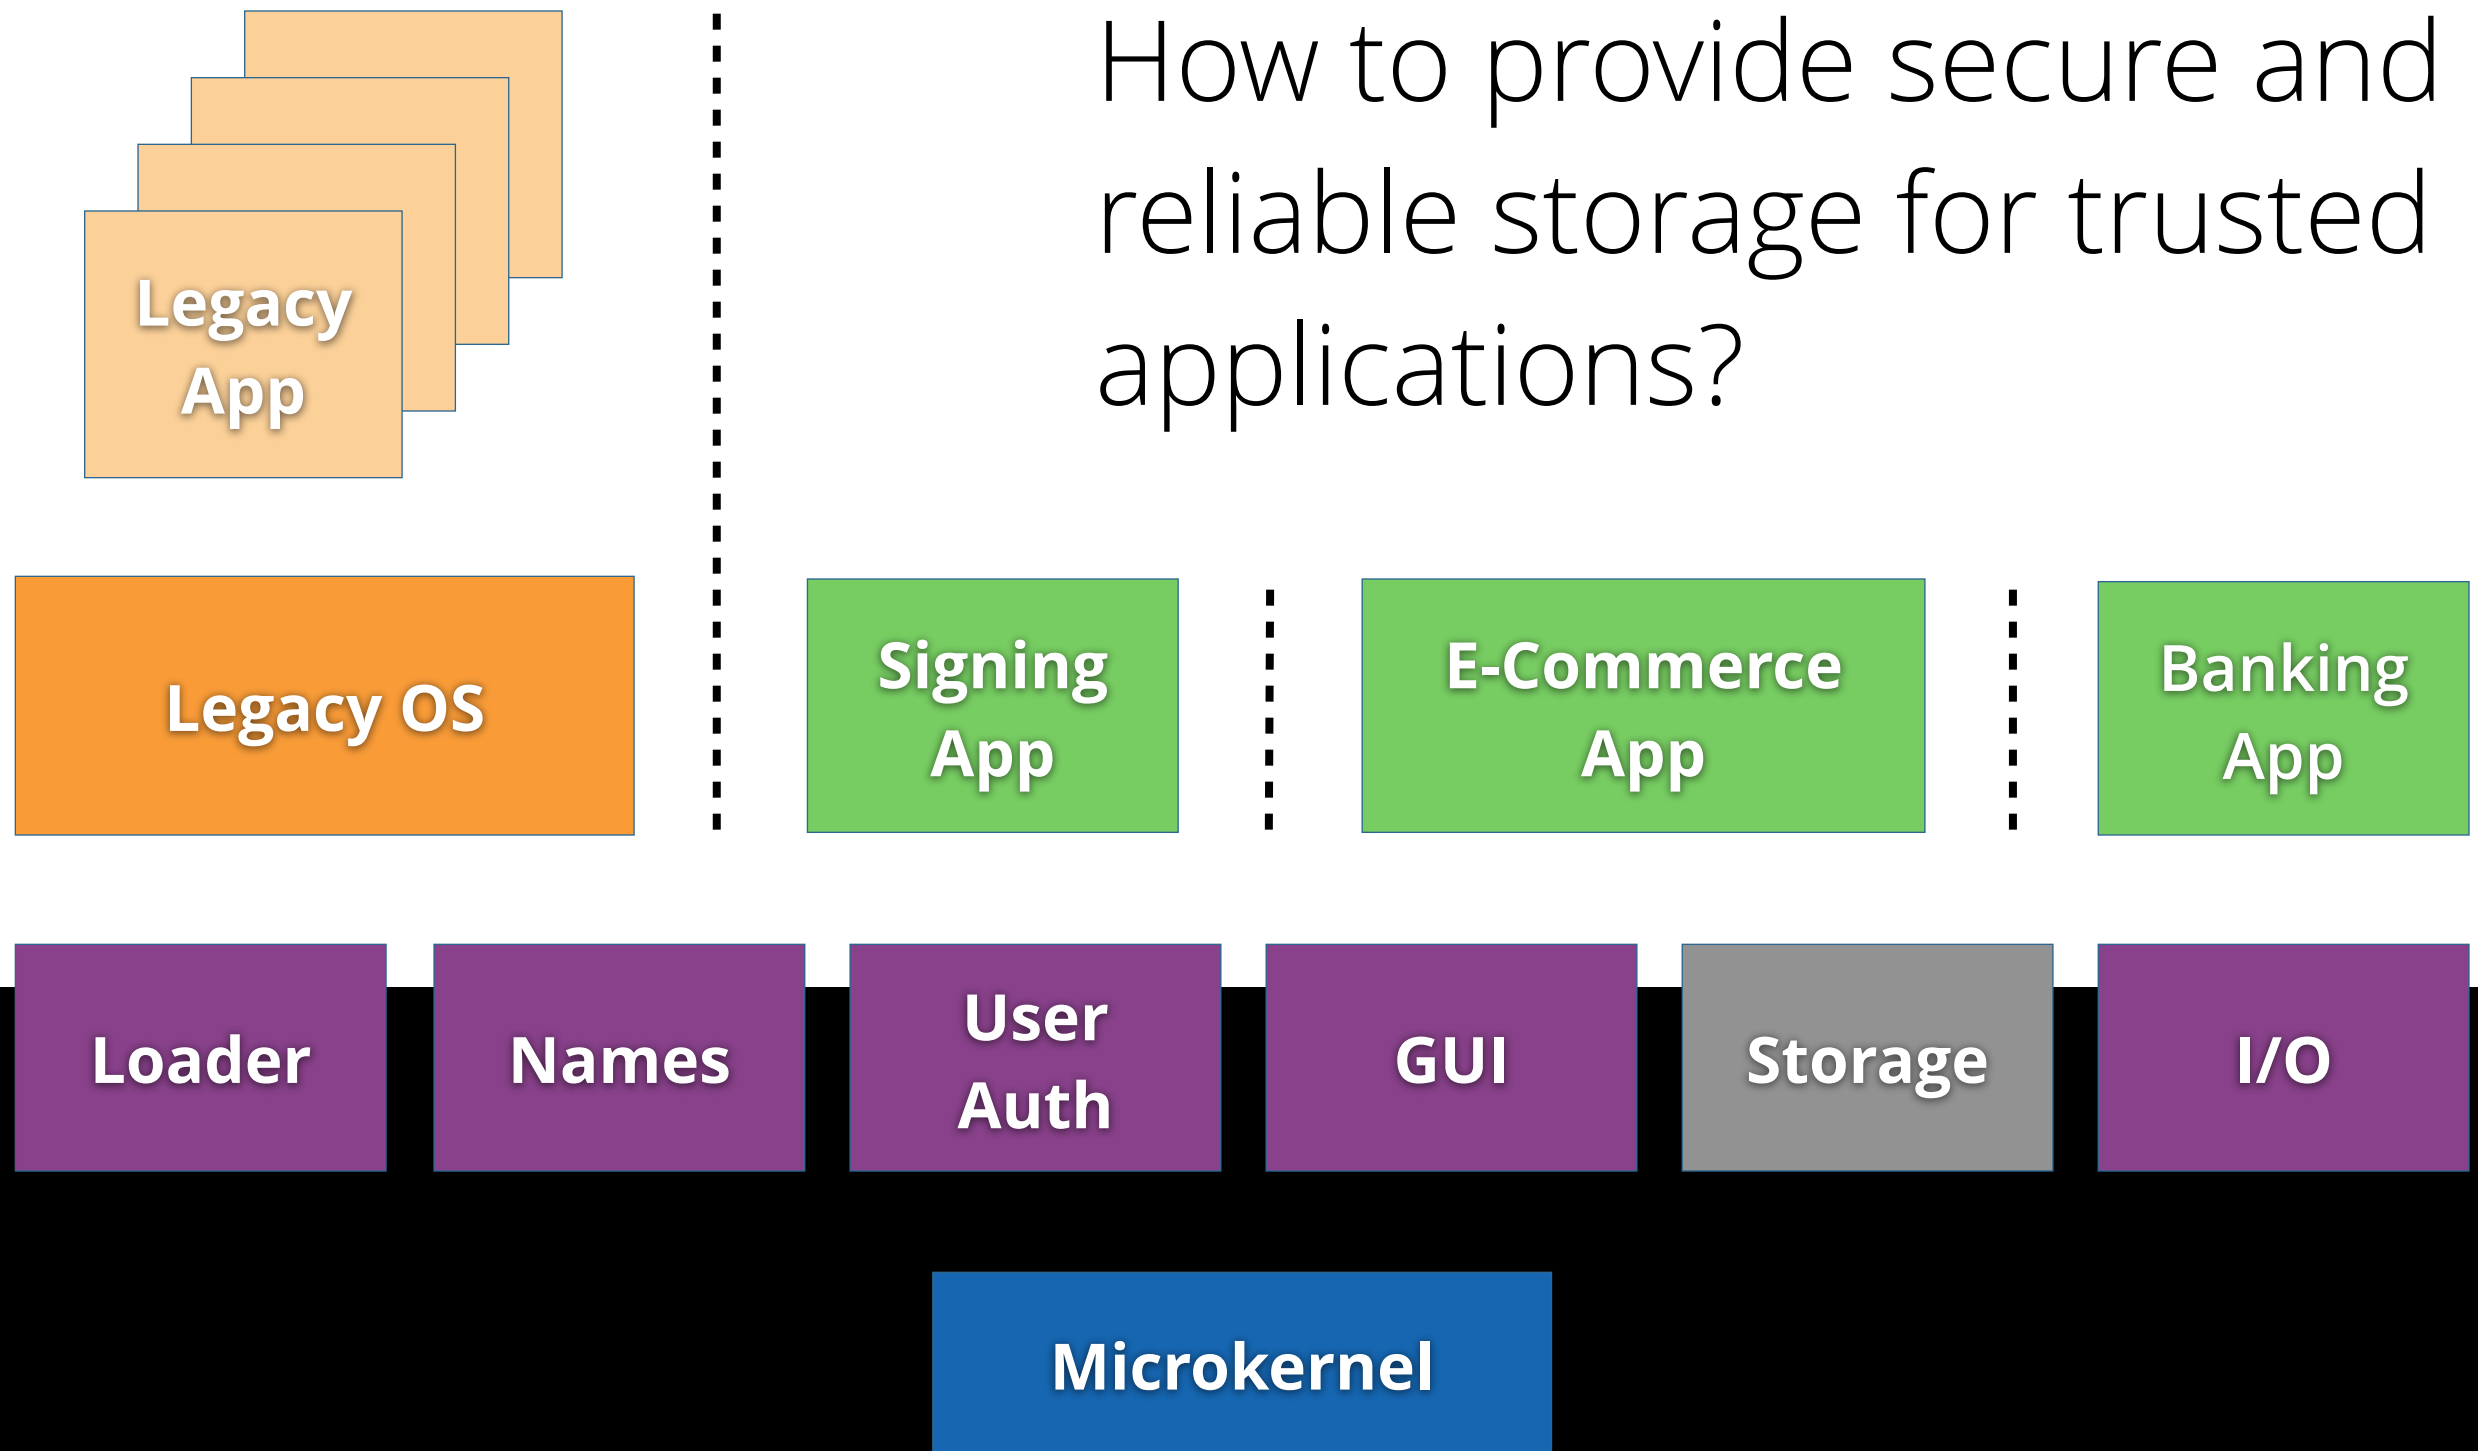 How to provide secure and
reliable storage for trusted
applications?
Legacy
App
Legacy OS
Signing
App
E-Commerce
App
Banking
App
Loader
Names
User
Auth
GUI
Storage
I/O
Microkernel